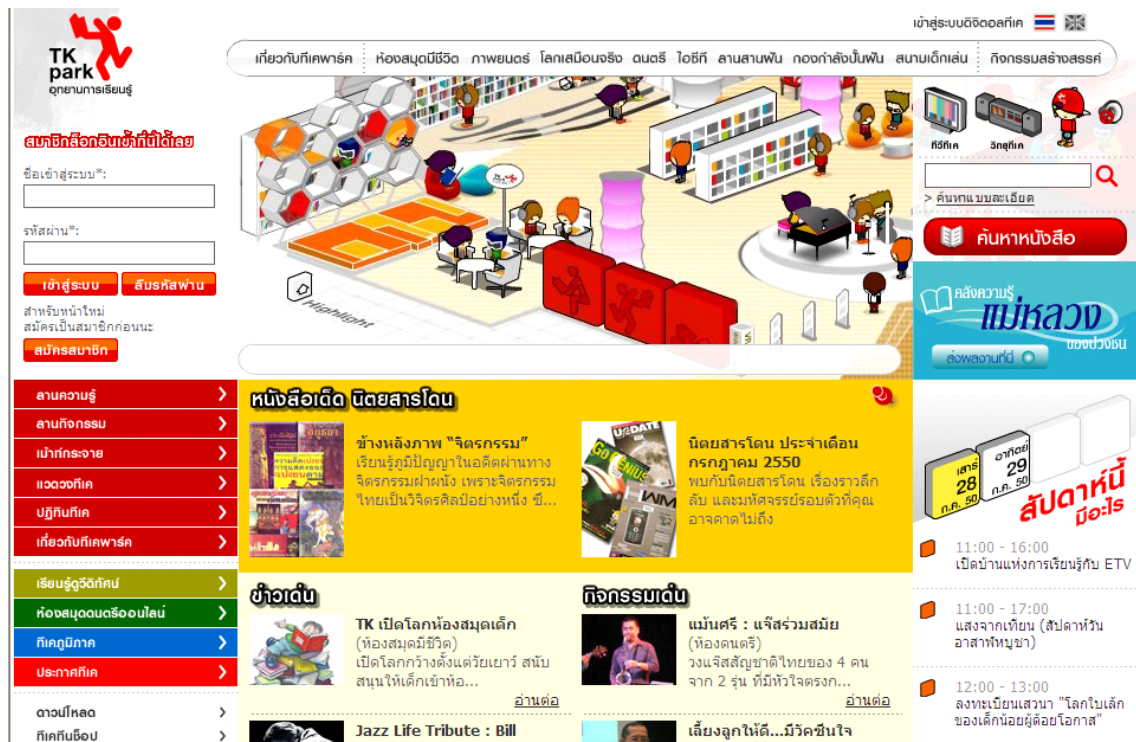 เข้าสู่ระบบดิจิตอลทีเค
TK
park
อุทยานการเรียนรู้
เกี่ยวกับทีเคพาร์ค ห้องสมุดมีชีวิต ภาพยนตร์ โลกเสมือนจริง ดนตรี ไอซีที ลานสานฝัน กองกำลังปั้นฝัน สนามเด็กเล่น กิจกรรมสร้างสรรค์
สมาชิกล็อกอินเข้าที่นี่ได้เลย
ชื่อเข้าสู่ระบบ*:
รหัสผ่าน*:
เข้าสู่ระบบ ลืมรหัสผ่าน
สำหรับหน้าใหม่
สมัครเป็นสมาชิกก่อนนะ
สมัครสมาชิก
Highlight
ทีวีทีเค วิทยุทีเค
> ค้นหาแบบละเอียด
ค้นหาหนังสือ
คลังความรู้
แม่หลวง
ของปวงชน
ส่งผลงานที่นี่
ลานความรู้
ลานกิจกรรม
เม้าท์กระจาย
แวดวงทีเค
ปฏิทินทีเค
เกี่ยวกับทีเคพาร์ค
เรียนรู้ดูวีดิทัศน์
ห้องสมุดดนตรีออนไลน์
ทีเคภูมิภาค
ประกาศทีเค
ดาวน์โหลด
ทีเคทีนช็อป
หนังสือเด็ด นิตยสารโดน
ข้างหลังภาพ “จิตรกรรม”
เรียนรู้ภูมิปัญญาในอดีตผ่านทาง
จิตรกรรมฝาผนัง เพราะจิตรกรรม
ไทยเป็นวิจิตรศิลป์อย่างหนึ่ง ซึ่...
UPDATE
GO GENIUS
นิตยสารโดน ประจำเดือน
กรกฎาคม 2550
พบกับนิตยสารโดน เรื่องราวลึก
ลับ และมหัศจรรย์รอบตัวที่คุณ
อาจคาดไม่ถึง
ข่าวเด่น
TK เปิดโลกห้องสมุดเด็ก
(ห้องสมุดมีชีวิต)
เปิดโลกกว้างตั้งแต่วัยเยาว์ สนับ
สนุนให้เด็กเข้าห้อ...
อ่านต่อ
Jazz Life Tribute : Bill
กิจกรรมเด่น
แม้นศรี : แจ๊สร่วมสมัย
(ห้องดนตรี)
วงแจ๊สสัญชาติไทยของ 4 คน
จาก 2 รุ่น ที่มีหัวใจตรงก...
อ่านต่อ
เลี้ยงลูกให้ดี...มีวัคซีนใจ
เสาร์
28
ก.ค. 50
อาทิตย์
29
ก.ค. 50
สัปดาห์นี้
มีอะไร
11:00 - 16:00
เปิดบ้านแห่งการเรียนรู้กับ ETV
11:00 - 17:00
แสงจากเทียน (สัปดาห์วัน
อาสาฬหบูชา)
12:00 - 13:00
ลงทะเบียนเสวนา "โลกใบเล็ก
ของเด็กน้อยผู้ด้อยโอกาส"